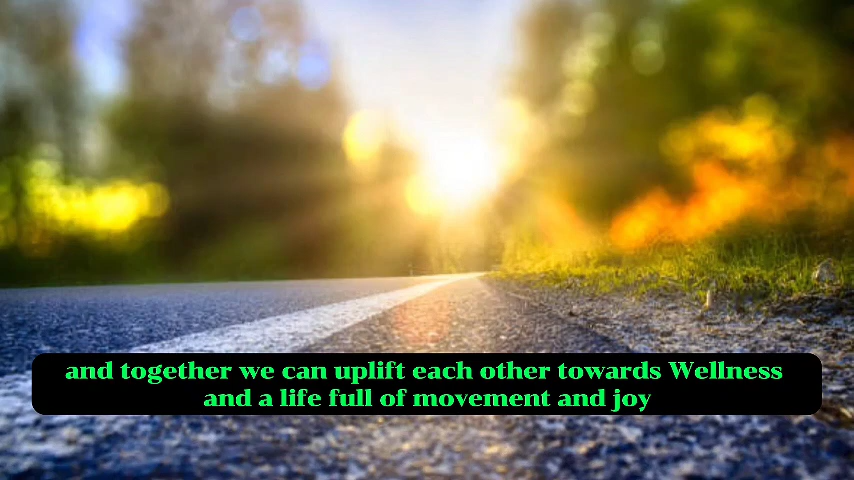 and together we can uplift each other towards Wellness
and a life full of movement and joy